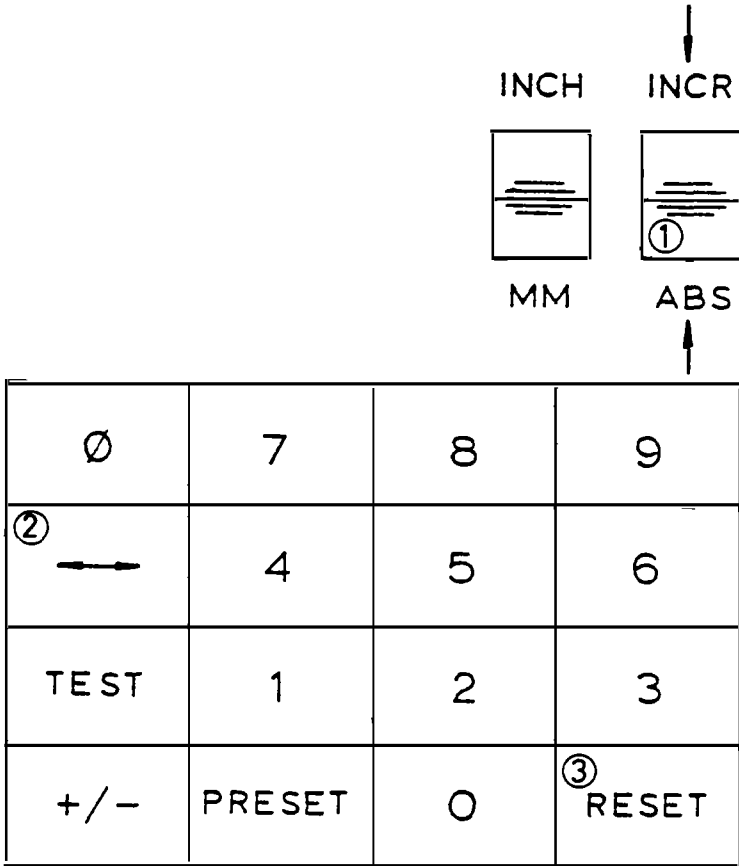 INCH INCR
①
MM ABS
Ø 7 8 9
② 4 5 6
TEST 1 2 3
+/- PRESET 0 ③ RESET